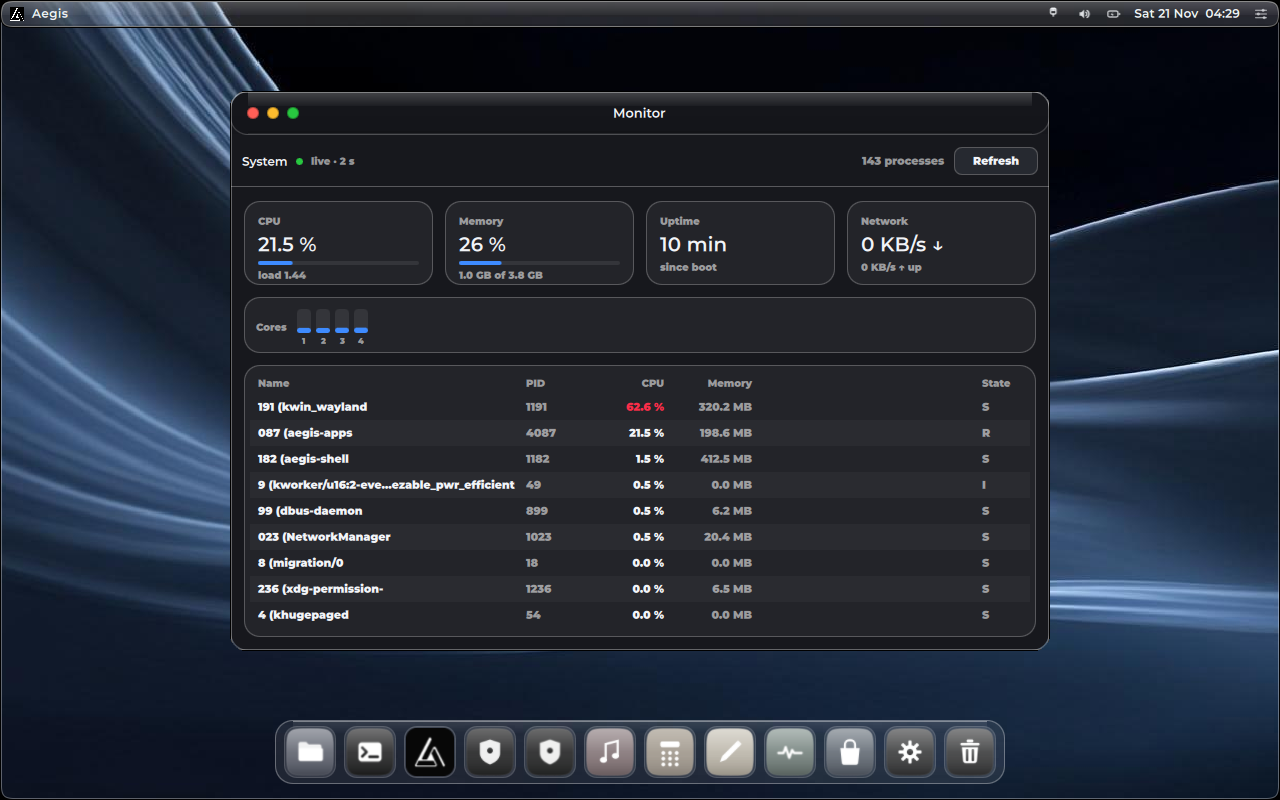 Aegis
Sat 21 Nov 04:29
Monitor
System live • 2 s
143 processes Refresh
CPU
21.5 %
load 1.44
Memory
26 %
1.0 GB of 3.8 GB
Uptime
10 min
since boot
Network
0 KB/s ↓
0 KB/s ↑ up
Cores
1 2 3 4
Name PID CPU Memory State
191 (kwin_wayland 1191 62.6 % 320.2 MB S
087 (aegis-apps 4087 21.5 % 198.6 MB R
182 (aegis-shell 1182 1.5 % 412.5 MB S
9 (kworker/u16:2-eve...ezable_pwr_efficient 49 0.5 % 0.0 MB I
99 (dbus-daemon 899 0.5 % 6.2 MB S
023 (NetworkManager 1023 0.5 % 20.4 MB S
8 (migration/0 18 0.0 % 0.0 MB S
236 (xdg-permission- 1236 0.0 % 6.5 MB S
4 (khugepaged 54 0.0 % 0.0 MB S